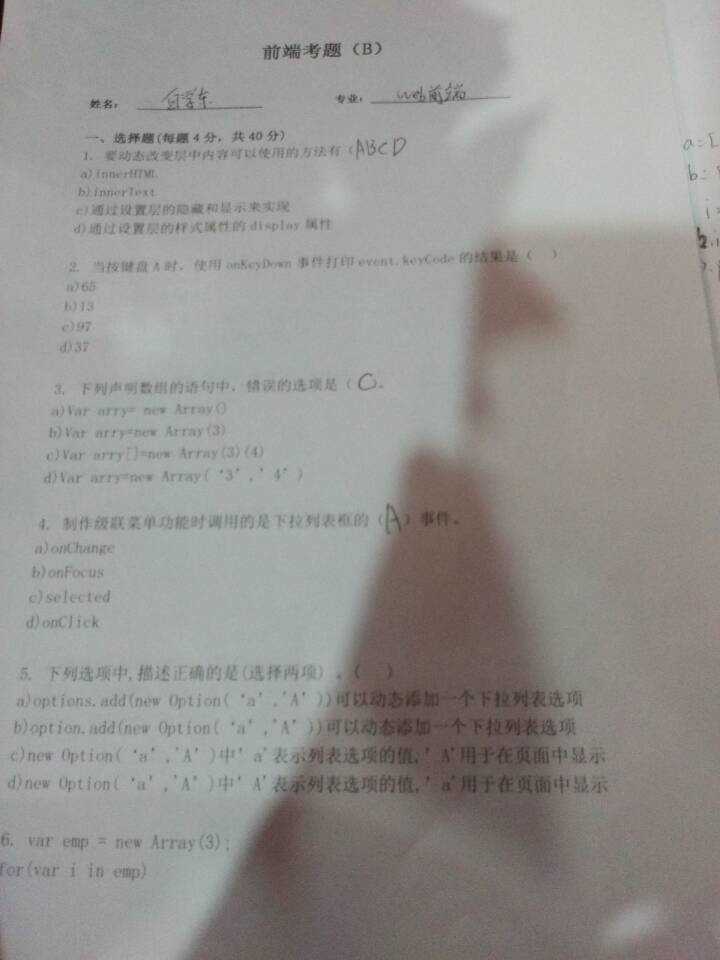 前端考题（B）
姓名： 专业： web前端
一、选择题(每题 4 分，共 40 分)
1. 要动态改变层中内容可以使用的方法有（ABCD
a)innerHTML
b)innerText
c)通过设置层的隐藏和显示来实现
d)通过设置层的样式属性的 display 属性
2. 当按键盘 A 时，使用 onKeyDown 事件打印 event.keyCode 的结果是（ ）
a)65
b)13
c)97
d)37
3. 下列声明数组的语句中，错误的选项是（ C 。
a)Var arry= new Array()
b)Var arry=new Array(3)
c)Var arry[]=new Array(3)(4)
d)Var arry=new Array(‘3’,’4’)
4. 制作级联菜单功能时调用的是下拉列表框的（A）事件。
a)onChange
b)onFocus
c)selected
d)onClick
5. 下列选项中,描述正确的是(选择两项) 。（ ）
a)options.add(new Option(‘a’,’A’))可以动态添加一个下拉列表选项
b)option.add(new Option(‘a’,’A’))可以动态添加一个下拉列表选项
c)new Option(‘a’,’A’)中’a’表示列表选项的值,’A’用于在页面中显示
d)new Option(‘a’,’A’)中’A’表示列表选项的值,’a’用于在页面中显示
6. var emp = new Array(3);
for(var i in emp)
a:[
b: